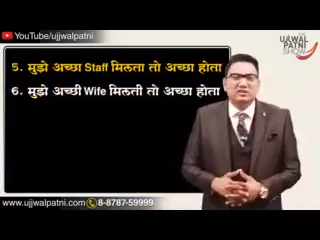 YouTube/ujjwalpatni
THE
UJJWAL
PATNI
SHOW
5. मुझे अच्छा Staff मिलता तो अच्छा होता
6. मुझे अच्छी Wife मिलती तो अच्छा होता
www.ujjwalpatni.com 8-8787-59999